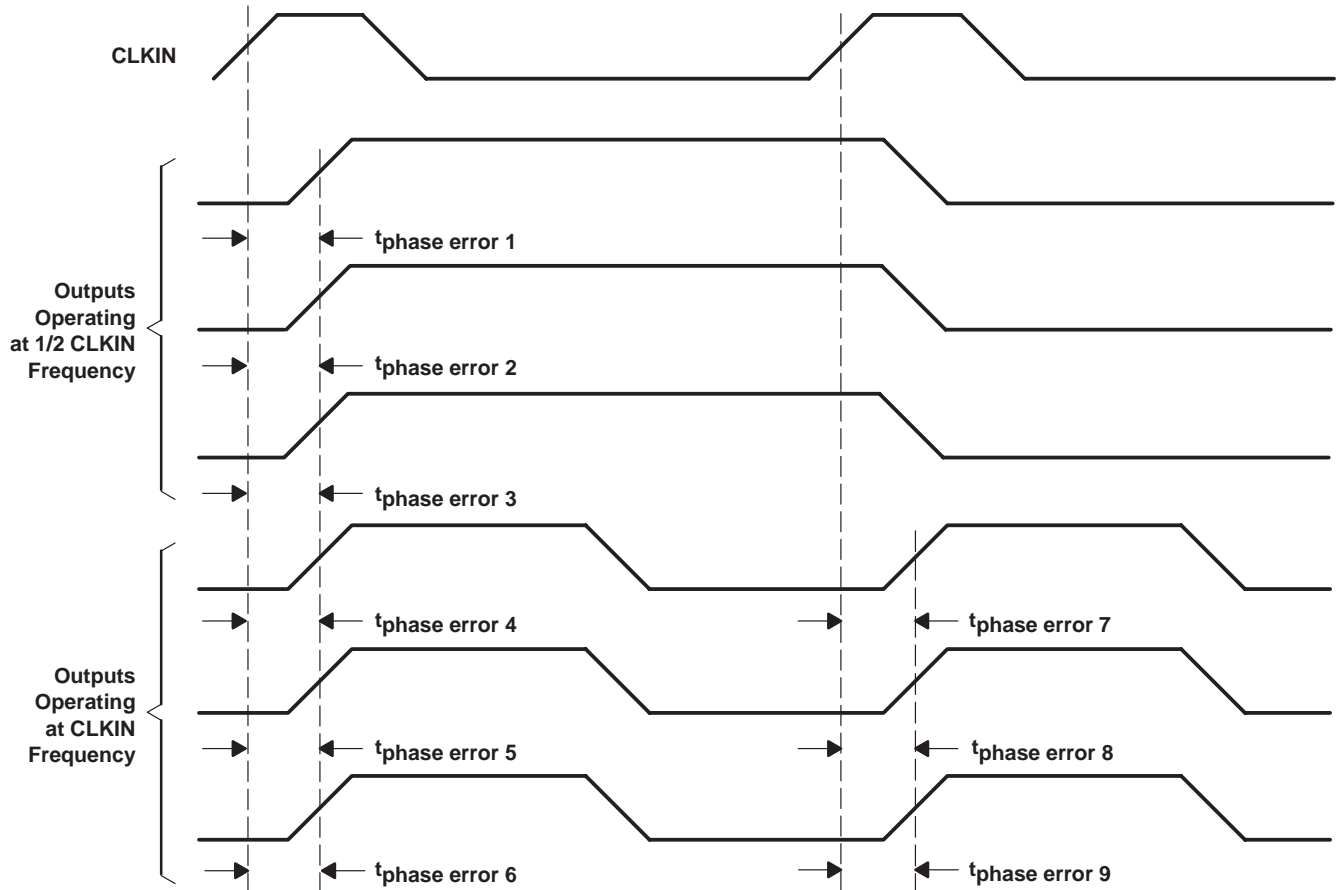 CLKIN
tphase error 1
Outputs
Operating
at 1/2 CLKIN
Frequency
tphase error 2
tphase error 3
tphase error 4
tphase error 7
Outputs
Operating
at CLKIN
Frequency
tphase error 5
tphase error 8
tphase error 6
tphase error 9